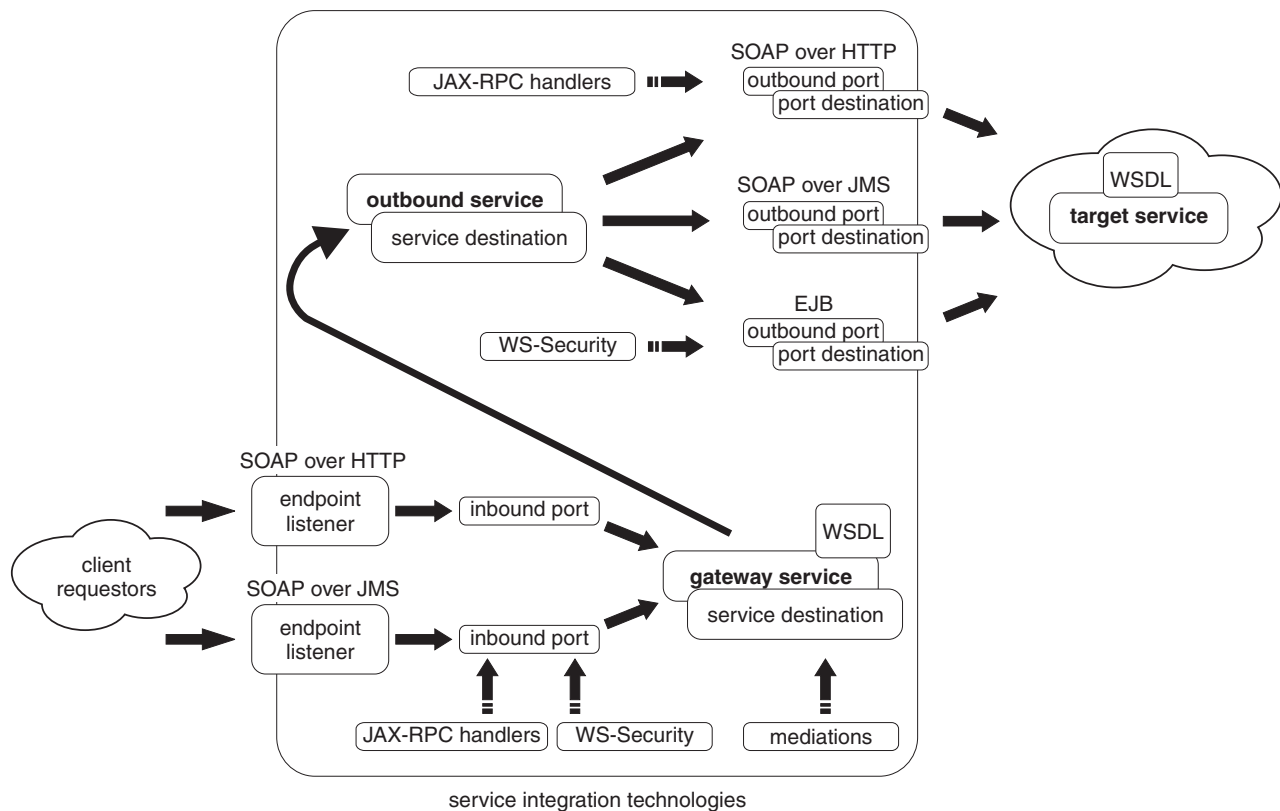 SOAP over HTTP
JAX-RPC handlers
outbound port
port destination
outbound service
service destination
SOAP over JMS
outbound port
port destination
WSDL
target service
EJB
WS-Security
outbound port
port destination
SOAP over HTTP
endpoint
listener
inbound port
client
requestors
WSDL
gateway service
service destination
SOAP over JMS
endpoint
listener
inbound port
JAX-RPC handlers
WS-Security
mediations
service integration technologies